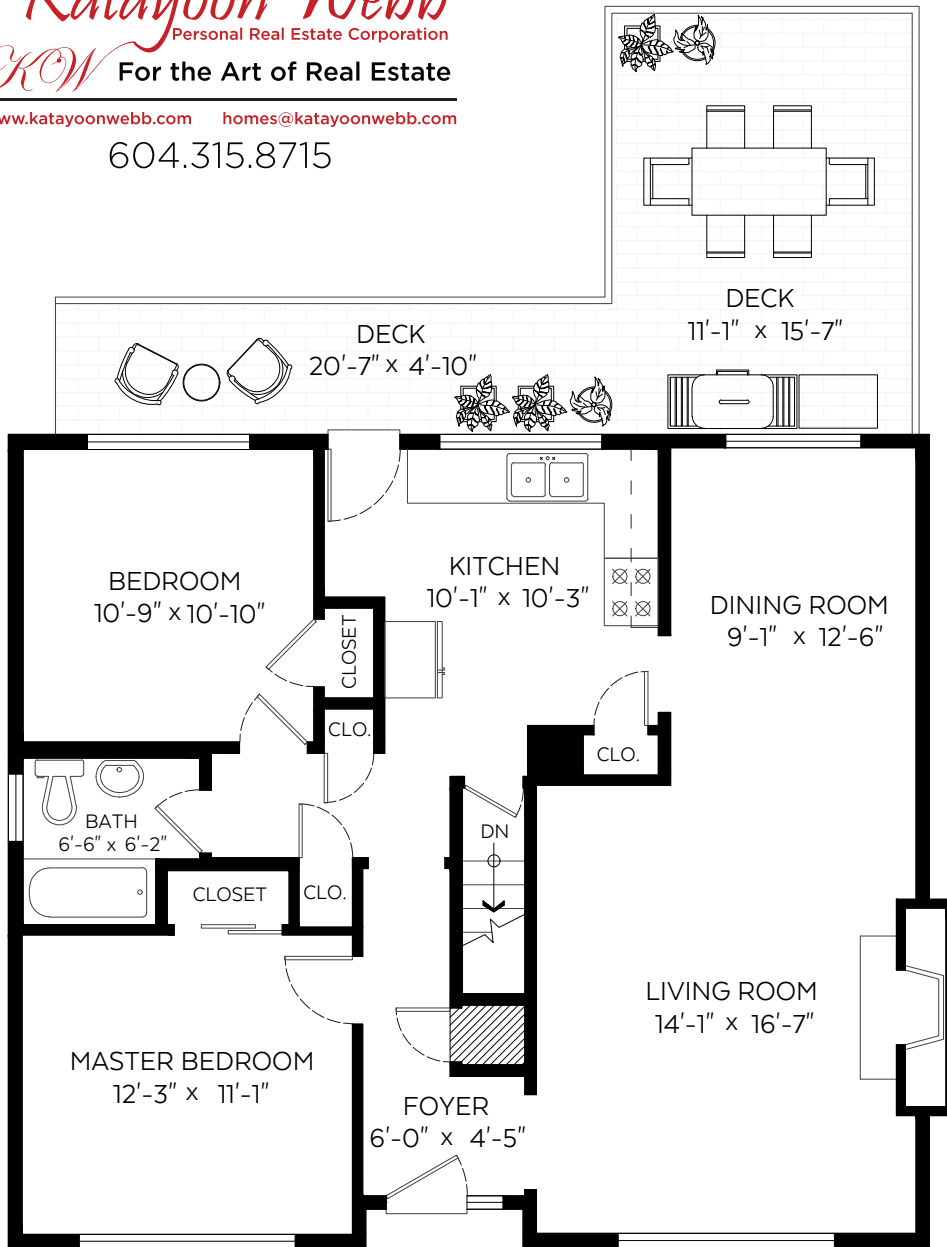 Katayoon Webb
Personal Real Estate Corporation
KW For the Art of Real Estate
ww.katayoonwebb.com homes@katayoonwebb.com
604.315.8715
DECK
11'-1" x 15'-7"
DECK
20'-7" x 4'-10"
BEDROOM
10'-9" x 10'-10"
KITCHEN
10'-1" x 10'-3"
DINING ROOM
9'-1" x 12'-6"
CLOSET
CLO.
CLO.
BATH
6'-6" x 6'-2"
DN
CLOSET
CLO.
LIVING ROOM
14'-1" x 16'-7"
MASTER BEDROOM
12'-3" x 11'-1"
FOYER
6'-0" x 4'-5"